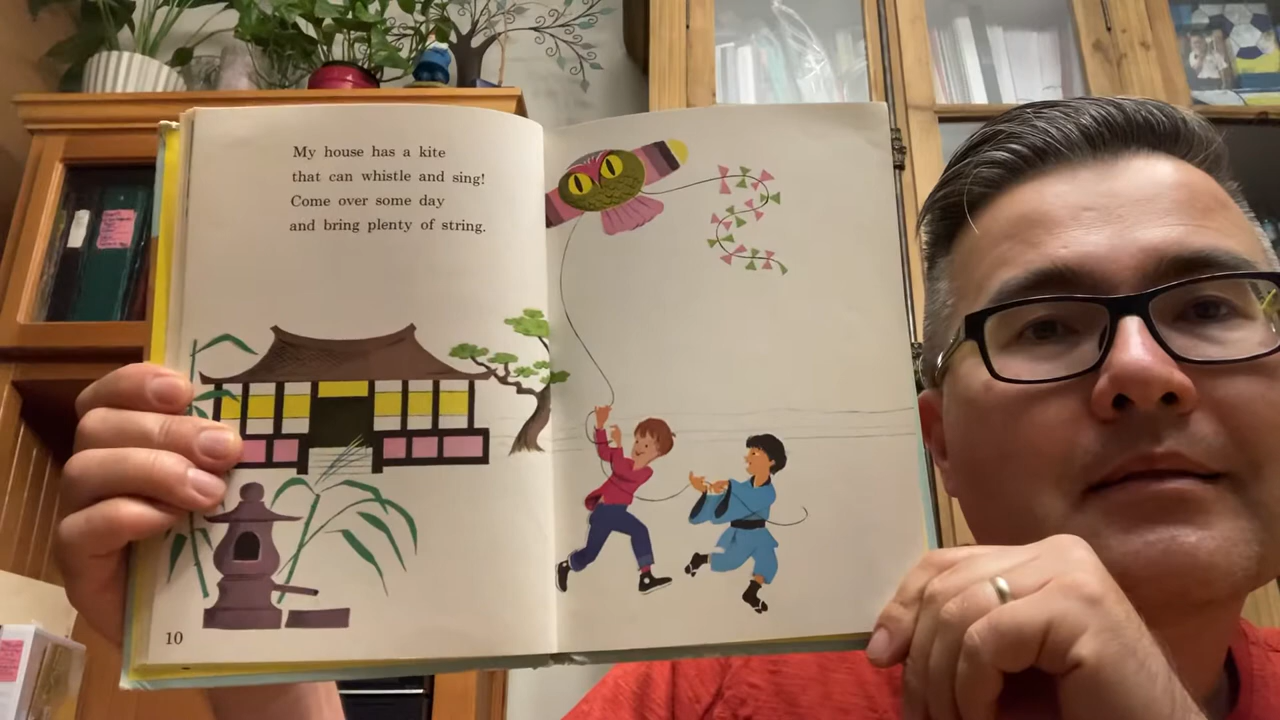 My house has a kite
that can whistle and sing!
Come over some day
and bring plenty of string.
10